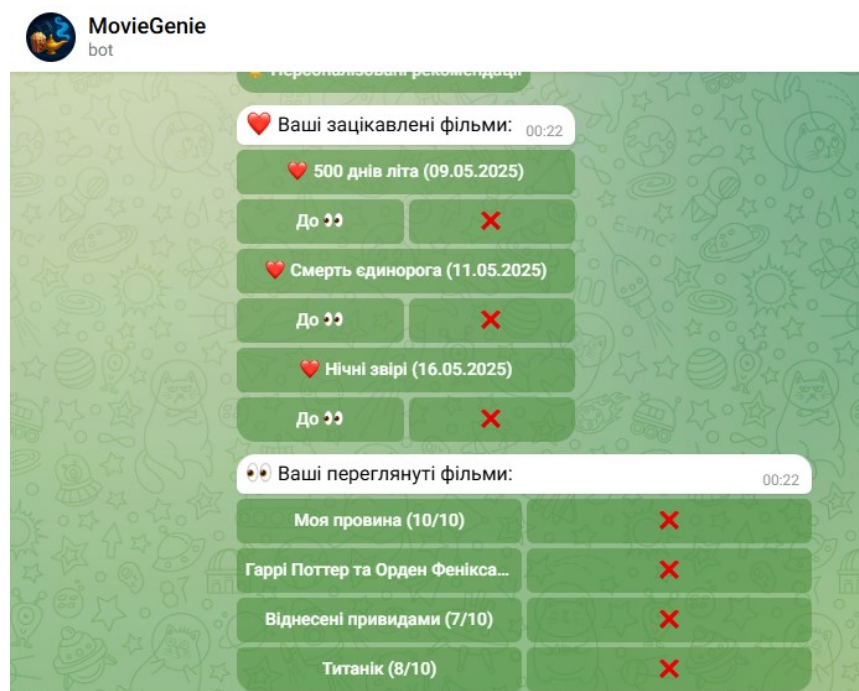 MovieGenie
bot
Персоналізовані рекомендації
❤️ Ваші зацікавлені фільми: 00:22
❤️ 500 днів літа (09.05.2025)
До 👀 ❌
❤️ Смерть єдинорога (11.05.2025)
До 👀 ❌
❤️ Нічні звірі (16.05.2025)
До 👀 ❌
👀 Ваші переглянуті фільми: 00:22
Моя провина (10/10) ❌
Гаррі Поттер та Орден Фенікса... ❌
Віднесені привидами (7/10) ❌
Титанік (8/10) ❌